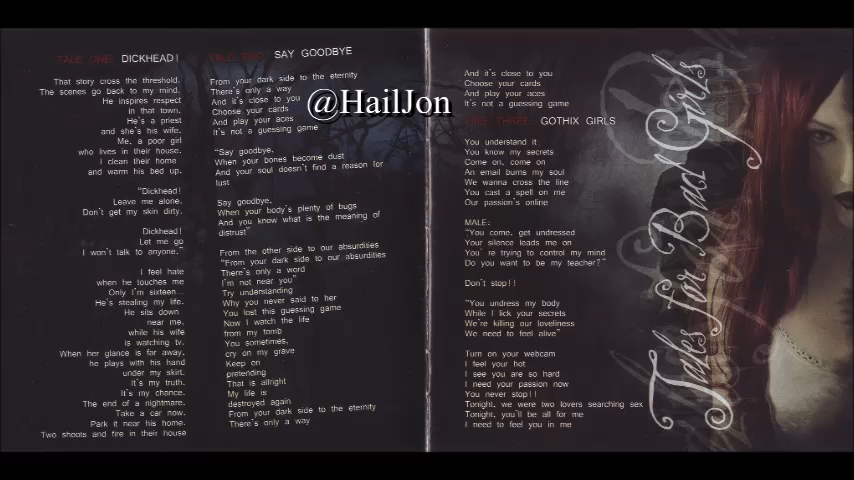 TALE ONE: DICKHEAD!
That story cross the threshold.
The scenes go back to my mind.
He inspires respect
in that town.
He's a priest
and she's his wife.
Me, a poor girl
who lives in their house.
I clean their home
and warm his bed up.
"Dickhead!
Leave me alone.
Don't get my skin dirty.
Dickhead!
Let me go
I won't talk to anyone."
I feel hate
when he touches me
Only I'm sixteen...
He's stealing my life.
He sits down
near me,
while his wife
is watching tv.
When her glance is far away,
he plays with his hand
under my skirt.
It's my truth.
It's my chance.
The end of a nightmare.
Take a car now.
Park it near his home.
Two shoots and fire in their house
TALE TWO: SAY GOODBYE
From your dark side to the eternity
There's only a way
And it's close to you
Choose your cards
And play your aces
It's not a guessing game
"Say goodbye,
When your bones become dust
And your soul doesn't find a reason for
lust
Say goodbye,
When your body's plenty of bugs
And you know what is the meaning of
distrust"
From the other side to our absurdities
"From your dark side to our absurdities
There's only a word
I'm not near you"
Try understanding
Why you never said to her
You lost this guessing game
Now I watch the life
from my tomb
You sometimes,
cry on my grave
Keep on
pretending
That is allright
My life is
destroyed again
From your dark side to the eternity
There's only a way
@HailJon
And it's close to you
Choose your cards
And play your aces
It's not a guessing game
TALE THREE: GOTHIX GIRLS
You understand it
You know my secrets
Come on, come on
An email burns my soul
We wanna cross the line
You cast a spell on me
Our passion's online
MALE:
"You come, get undressed
Your silence leads me on
You're trying to control my mind
Do you want to be my teacher?"
Don't stop!!
"You undress my body
While I lick your secrets
We're killing our loveliness
We need to feel alive"
Turn on your webcam
I feel your hot
I see you are so hard
I need your passion now
You never stop!!
Tonight, we were two lovers searching sex
Tonight, you'll be all for me
I need to feel you in me
Tales for Bad Girls